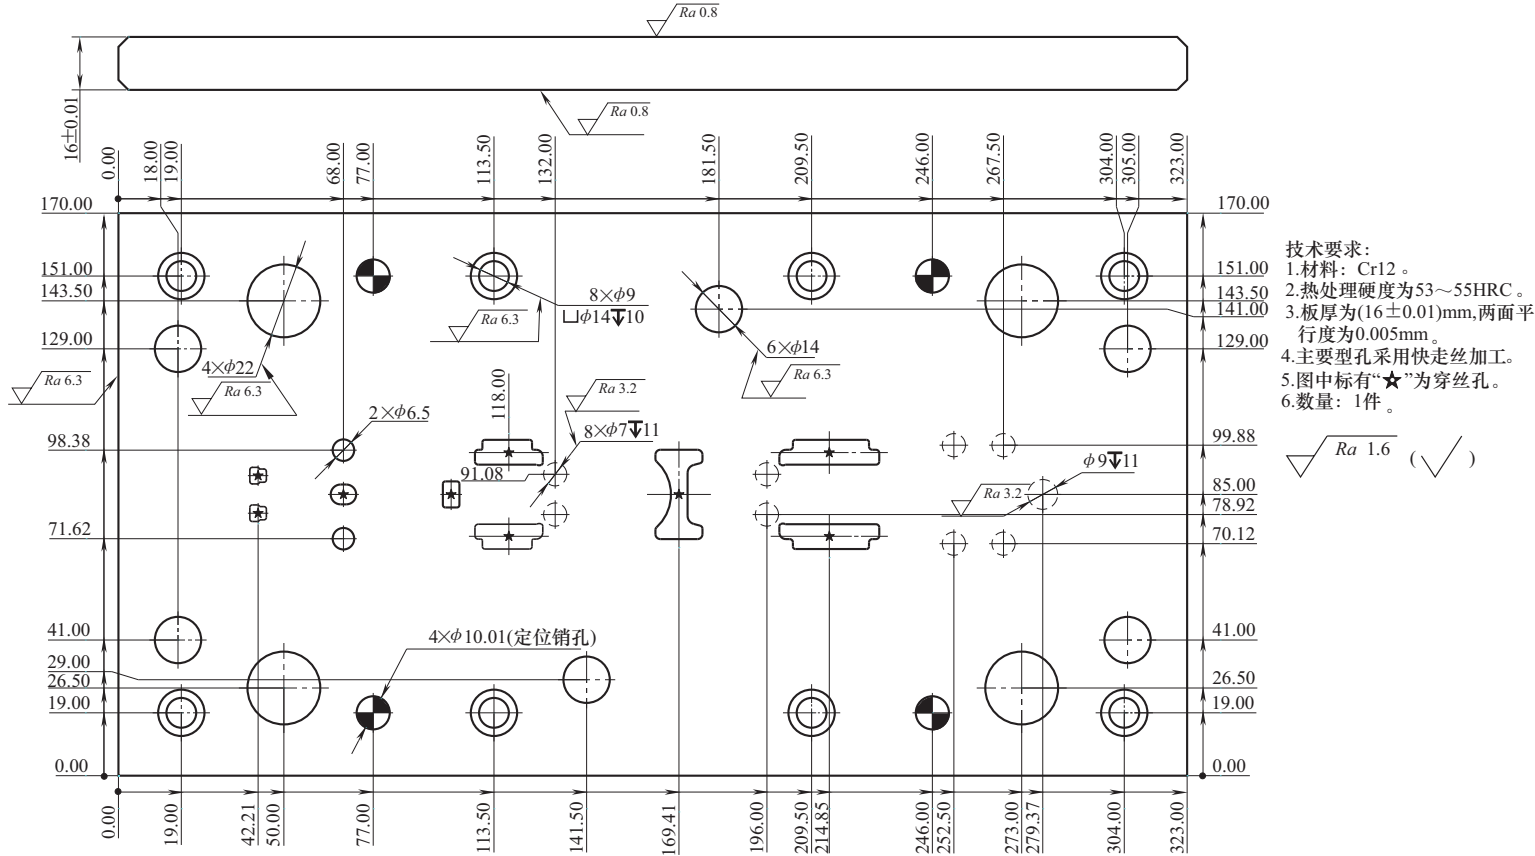 Ra 0.8
Ra 0.8
16±0.01
0.00
18.00
19.00
68.00
77.00
113.50
132.00
181.50
209.50
246.00
267.50
304.00
305.00
323.00
170.00
151.00
143.50
129.00
98.38
71.62
41.00
29.00
26.50
19.00
0.00
Ra 6.3
4×φ22
Ra 6.3
2×φ6.5
Ra 6.3
8×φ9
⌴φ14↧10
118.00
91.08
Ra 3.2
8×φ7↧11
6×φ14
Ra 6.3
φ9↧11
Ra 3.2
4×φ10.01(定位销孔)
170.00
151.00
143.50
141.00
129.00
99.88
85.00
78.92
70.12
41.00
26.50
19.00
0.00
0.00
19.00
42.21
50.00
77.00
113.50
141.50
169.41
196.00
209.50
214.85
246.00
252.50
273.00
279.37
304.00
323.00
技术要求：
1.材料：Cr12 。
2.热处理硬度为53～55HRC 。
3.板厚为(16±0.01)mm,两面平
行度为0.005mm 。
4.主要型孔采用快走丝加工。
5.图中标有“☆”为穿丝孔。
6.数量：1件 。
Ra 1.6 (√)